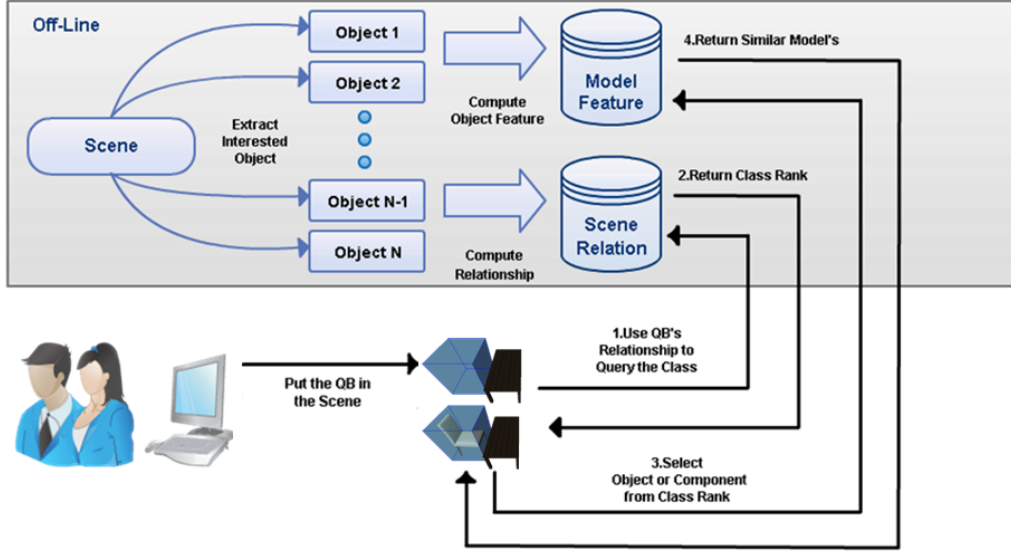 Off-Line
Scene
Extract
Interested
Object
Object 1
Object 2
Object N-1
Object N
Compute
Object Feature
Compute
Relationship
Model
Feature
Scene
Relation
4.Return Similar Model's
2.Return Class Rank
Put the QB in
the Scene
1.Use QB's
Relationship to
Query the Class
3.Select
Object or Component
from Class Rank